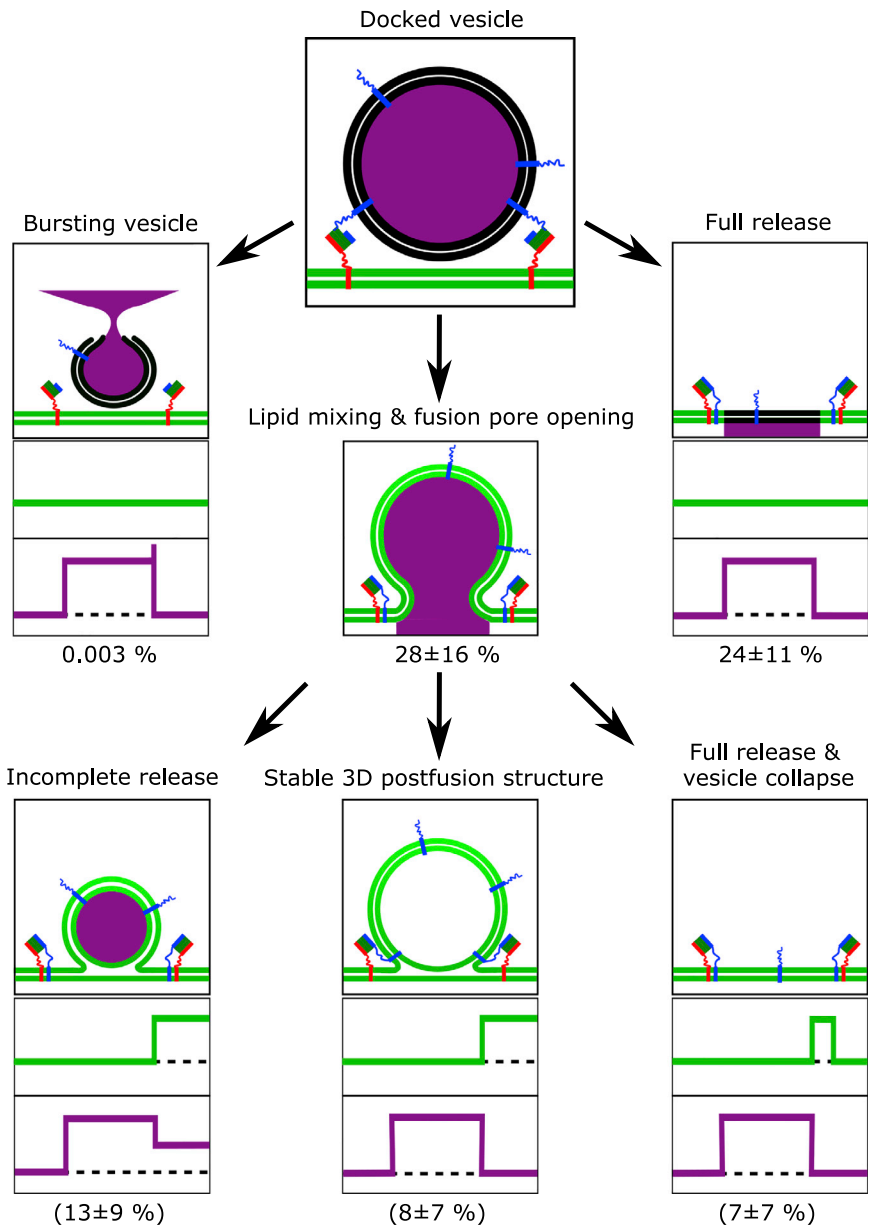 Docked vesicle
Bursting vesicle
Full release
Lipid mixing & fusion pore opening
0.003 %
28±16 %
24±11 %
Incomplete release
Stable 3D postfusion structure
Full release &
vesicle collapse
(13±9 %)
(8±7 %)
(7±7 %)